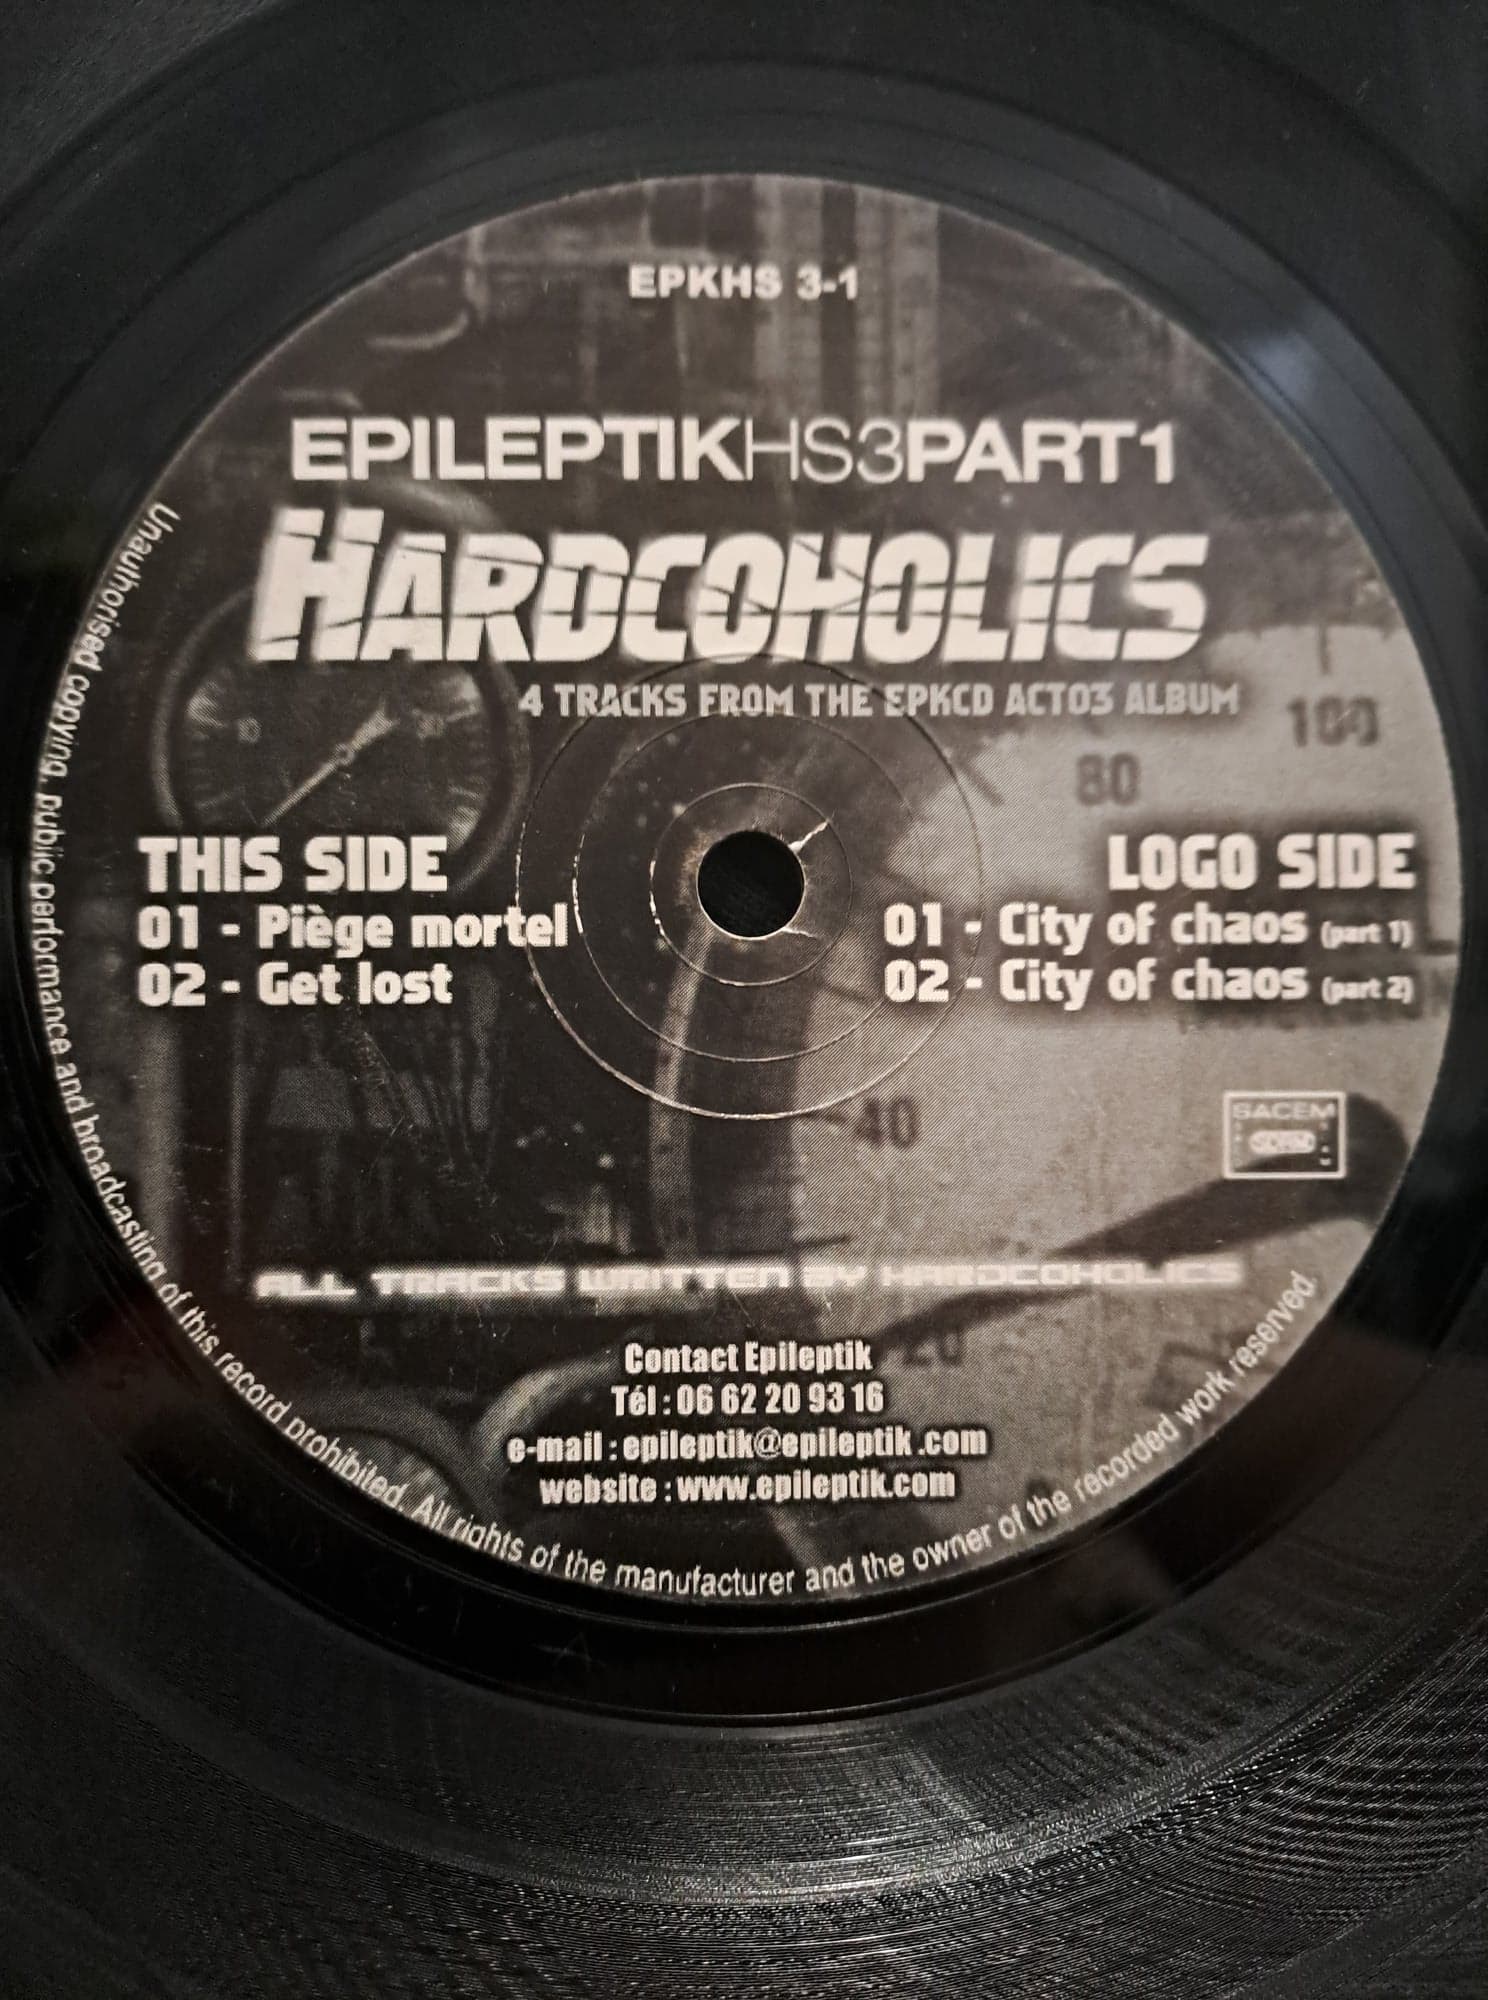 EPKHS 3-1
EPILEPTIKHS3PART1
HARDCOHOLICS
4 TRACKS FROM THE EPKCD ACT03 ALBUM
100
80
THIS SIDE
01 - Piège mortel
02 - Get lost
LOGO SIDE
01 - City of chaos (part 1)
02 - City of chaos (part 2)
40
SACEM
ALL TRACKS WRITTEN BY HARDCOHOLICS
20
Contact Epileptik
Tél : 06 62 20 93 16
e-mail : epileptik@epileptik.com
website : www.epileptik.com
Unauthorised copying, public performance and broadcasting of this record prohibited. All rights of the manufacturer and the owner of the recorded work reserved.